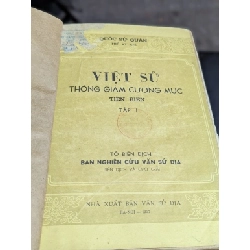 QUỐC SỬ QUÁN
VIỆT SỬ
THÔNG GIÁM CƯƠNG MỤC
TIỀN BIÊN
TẬP I
TỔ BIÊN DỊCH
BAN NGHIÊN CỨU VĂN SỬ ĐỊA
NHÀ XUẤT BẢN VĂN SỬ ĐỊA